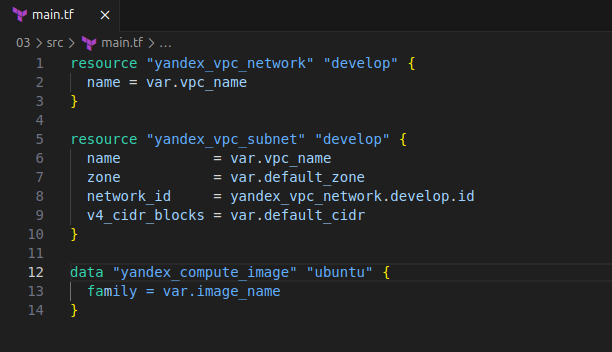 main.tf
03 > src > main.tf > ...
1 resource "yandex_vpc_network" "develop" {
2   name = var.vpc_name
3 }
4
5 resource "yandex_vpc_subnet" "develop" {
6   name           = var.vpc_name
7   zone           = var.default_zone
8   network_id     = yandex_vpc_network.develop.id
9   v4_cidr_blocks = var.default_cidr
10 }
11
12 data "yandex_compute_image" "ubuntu" {
13   family = var.image_name
14 }